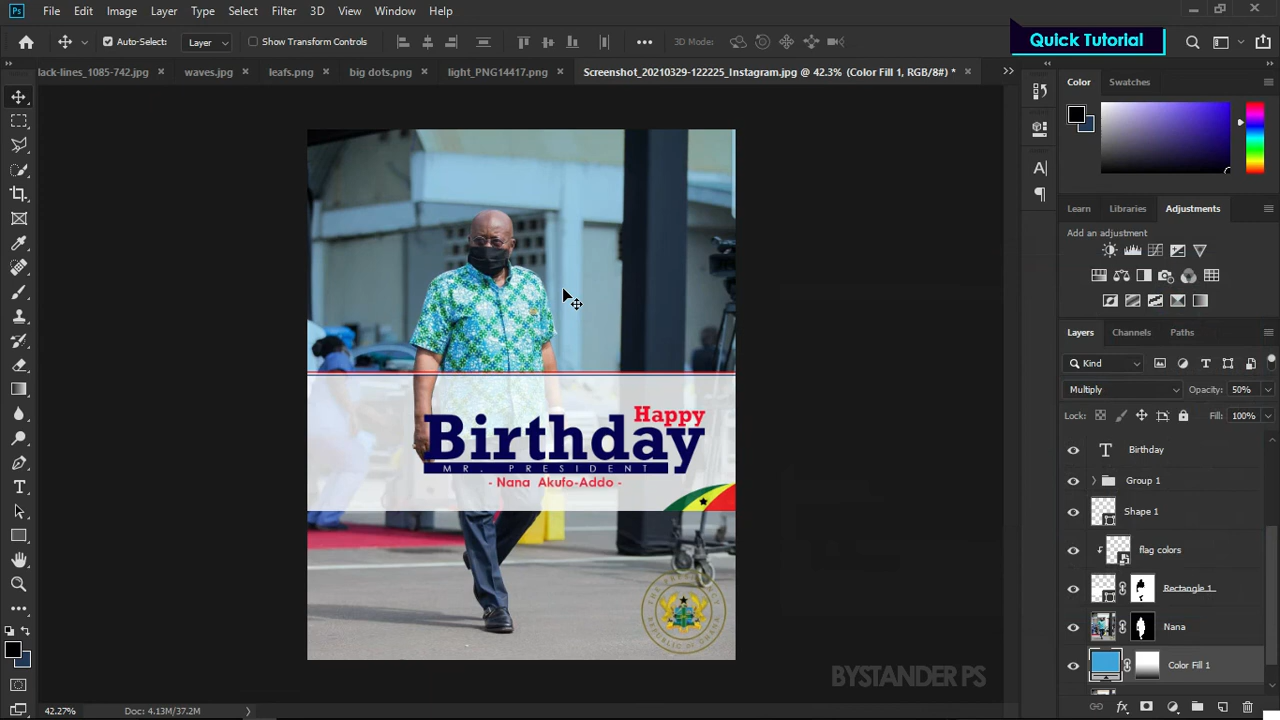 File Edit Image Layer Type Select Filter 3D View Window Help
Quick Tutorial
Auto-Select: Layer Show Transform Controls 3D Mode:
lack-lines_1085-742.jpg × waves.jpg × leafs.png × big dots.png × light_PNG14417.png × Screenshot_20210329-122225_Instagram.jpg @ 42.3% (Color Fill 1, RGB/8#) * ×
Color Swatches
Learn Libraries Adjustments
Add an adjustment
Layers Channels Paths
Kind
Multiply Opacity: 50%
Lock: Fill: 100%
Birthday
Group 1
Shape 1
flag colors
Rectangle 1
Nana
Color Fill 1
Happy
Birthday
MR. PRESIDENT
- Nana Akufo-Addo -
BYSTANDER PS
42.27% Doc: 4.13M/37.2M